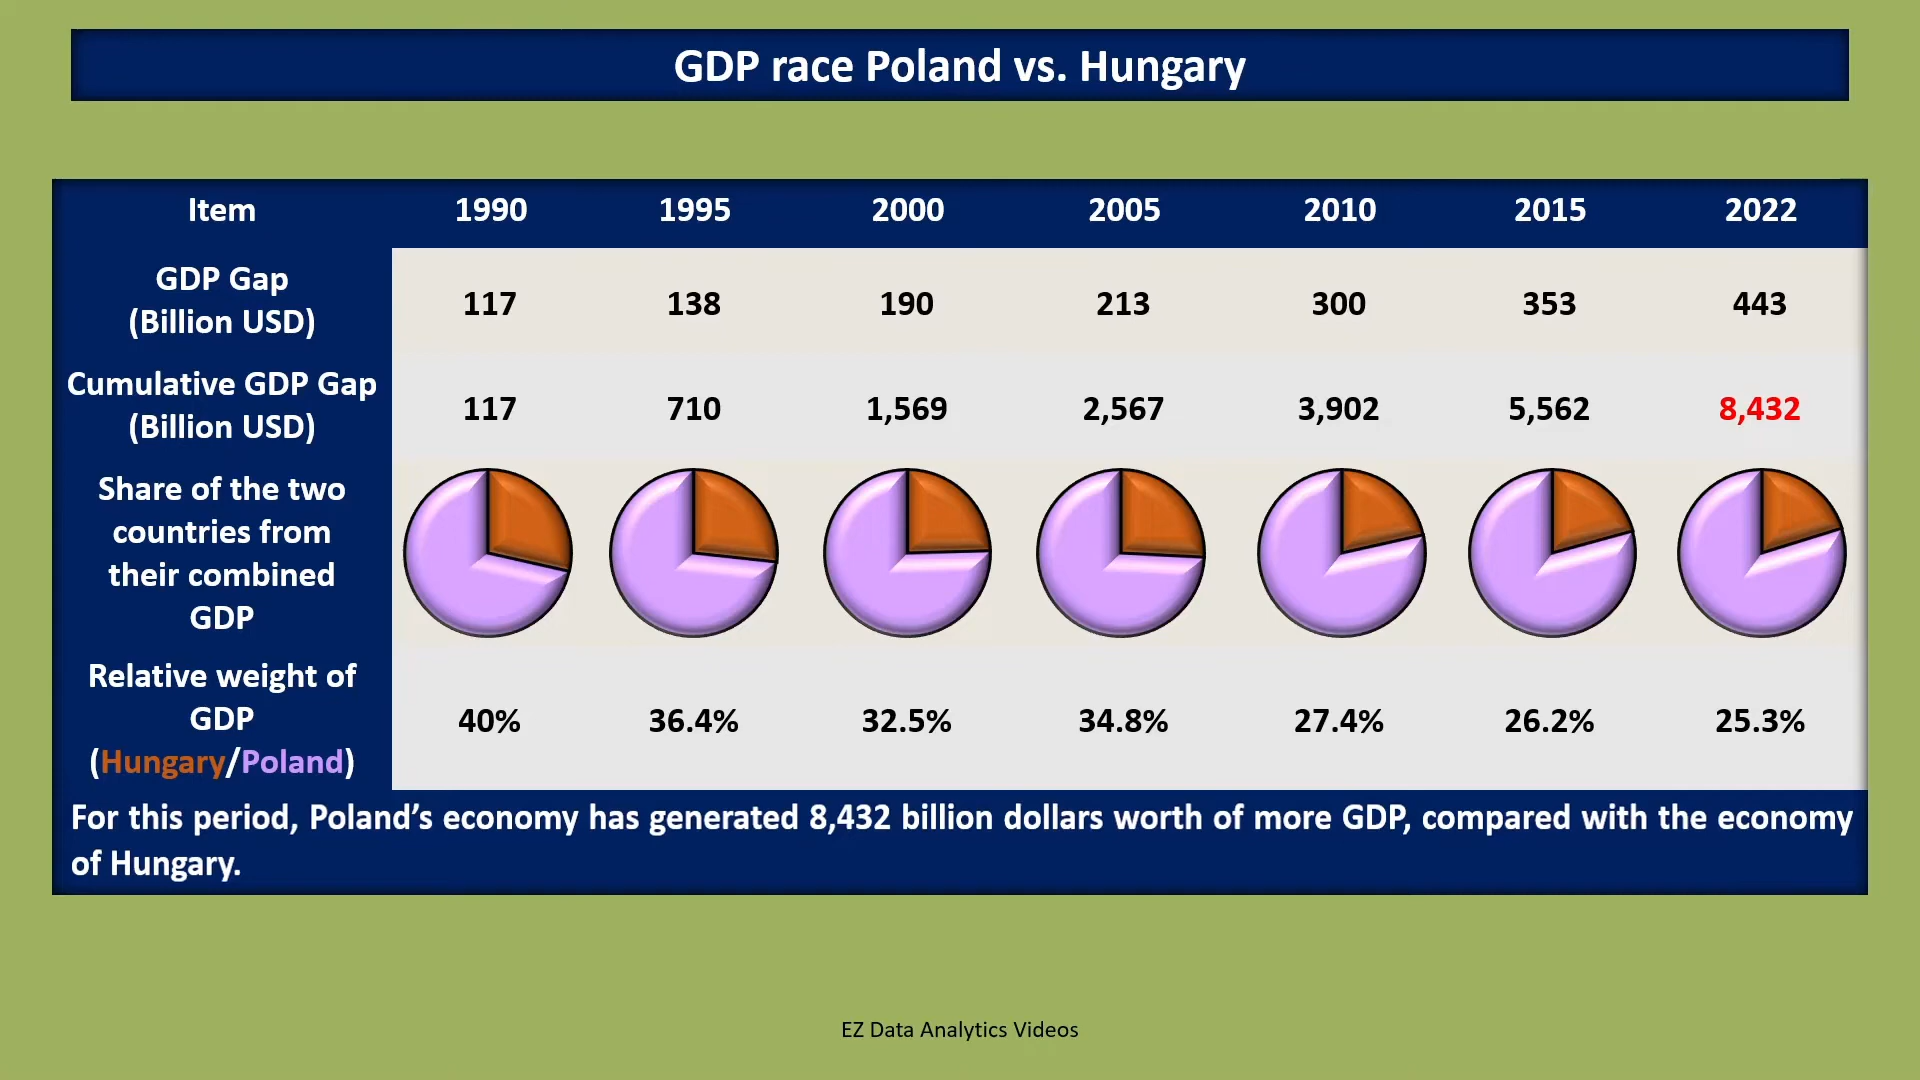 GDP race Poland vs. Hungary
Item 1990 1995 2000 2005 2010 2015 2022
GDP Gap
(Billion USD)
117 138 190 213 300 353 443
Cumulative GDP Gap
(Billion USD)
117 710 1,569 2,567 3,902 5,562 8,432
Share of the two
countries from
their combined
GDP
Relative weight of
GDP
(Hungary/Poland)
40% 36.4% 32.5% 34.8% 27.4% 26.2% 25.3%
For this period, Poland’s economy has generated 8,432 billion dollars worth of more GDP, compared with the economy
of Hungary.
EZ Data Analytics Videos